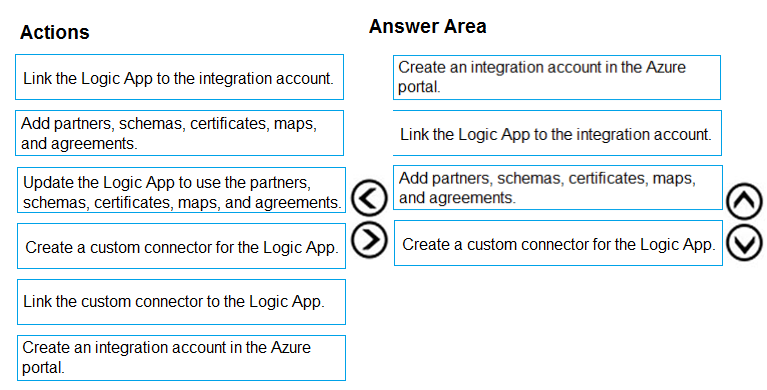 Actions
Link the Logic App to the integration account.
Add partners, schemas, certificates, maps,
and agreements.
Update the Logic App to use the partners,
schemas, certificates, maps, and agreements.
Create a custom connector for the Logic App.
Link the custom connector to the Logic App.
Create an integration account in the Azure
portal.
Answer Area
Create an integration account in the Azure
portal.
Link the Logic App to the integration account.
Add partners, schemas, certificates, maps,
and agreements.
Create a custom connector for the Logic App.